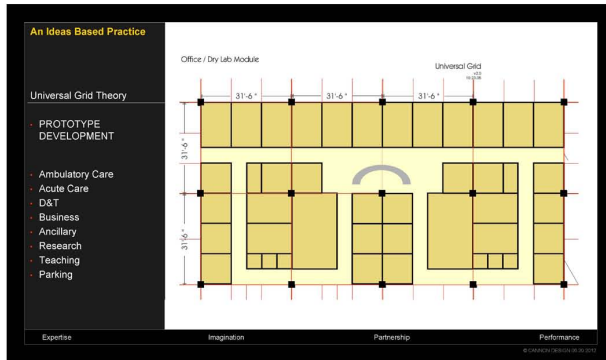 An Ideas Based Practice
Office / Dry Lab Module
Universal Grid
31'-6 "
31'-6 "
31'-6 "
31'-6 "
31'-6 "
Universal Grid Theory
PROTOTYPE
DEVELOPMENT
Ambulatory Care
Acute Care
D&T
Business
Ancillary
Research
Teaching
Parking
Expertise
Imagination
Partnership
Performance